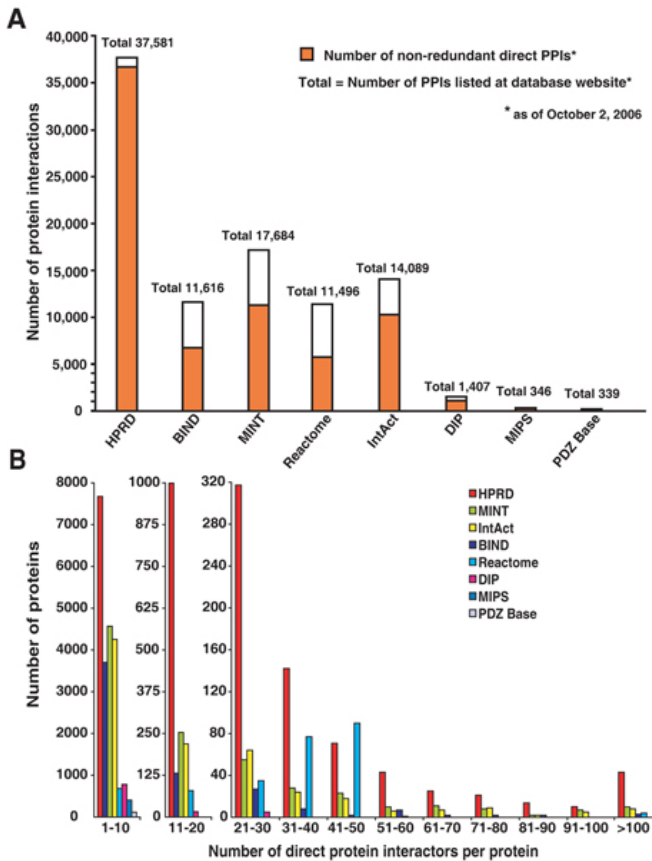 A
40,000
35,000
30,000
25,000
20,000
15,000
10,000
5,000
0
Number of protein interactions
Total 37,581
Total 11,616
Total 17,684
Total 11,496
Total 14,089
Total 1,407
Total 346
Total 339
Number of non-redundant direct PPIs*
Total = Number of PPIs listed at database website*
* as of October 2, 2006
HPRD
BIND
MINT
Reactome
IntAct
DIP
MIPS
PDZ Base
B
8000
7000
6000
5000
4000
3000
2000
1000
0
1000
875
750
625
500
375
250
125
0
320
280
240
200
160
120
80
40
0
Number of proteins
HPRD
MINT
IntAct
BIND
Reactome
DIP
MIPS
PDZ Base
1-10 11-20 21-30 31-40 41-50 51-60 61-70 71-80 81-90 91-100 >100
Number of direct protein interactors per protein